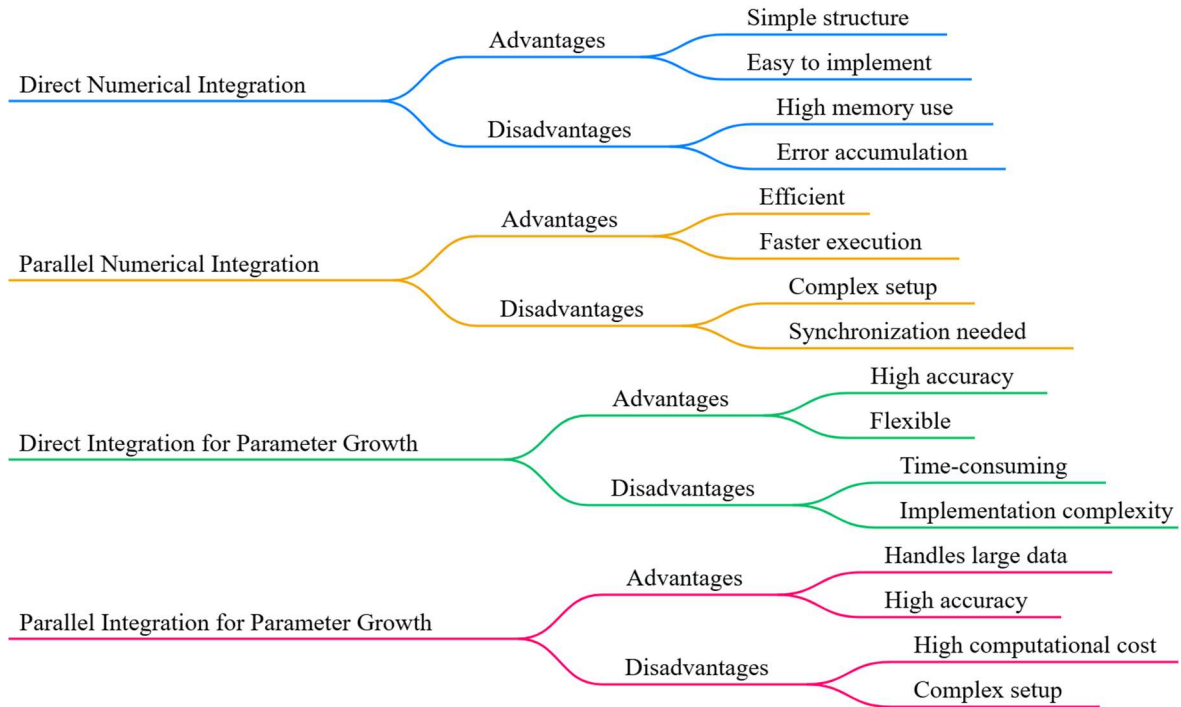 Direct Numerical Integration
Advantages
Simple structure
Easy to implement
Disadvantages
High memory use
Error accumulation
Parallel Numerical Integration
Advantages
Efficient
Faster execution
Disadvantages
Complex setup
Synchronization needed
Direct Integration for Parameter Growth
Advantages
High accuracy
Flexible
Disadvantages
Time-consuming
Implementation complexity
Parallel Integration for Parameter Growth
Advantages
Handles large data
High accuracy
Disadvantages
High computational cost
Complex setup